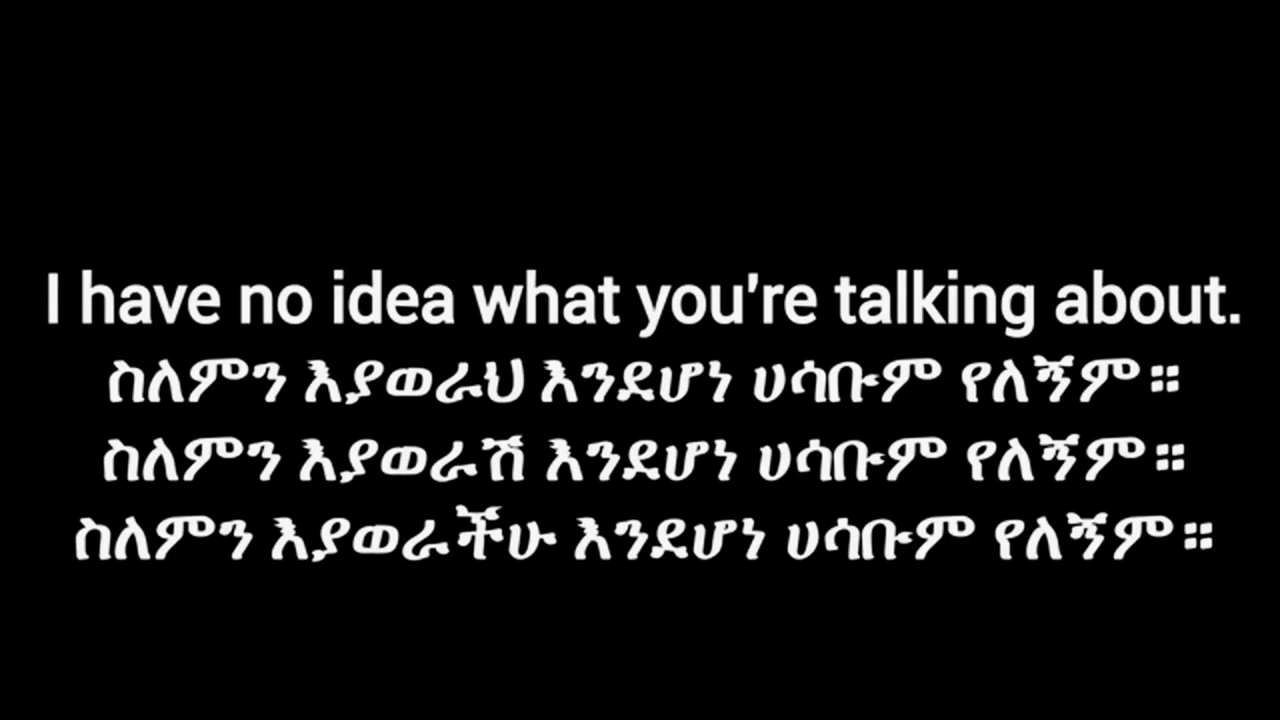 I have no idea what you're talking about.
ስለምን እያወራህ እንደሆነ ሀሳቡም የለኝም።
ስለምን እያወራሽ እንደሆነ ሀሳቡም የለኝም።
ስለምን እያወራችሁ እንደሆነ ሀሳቡም የለኝም።